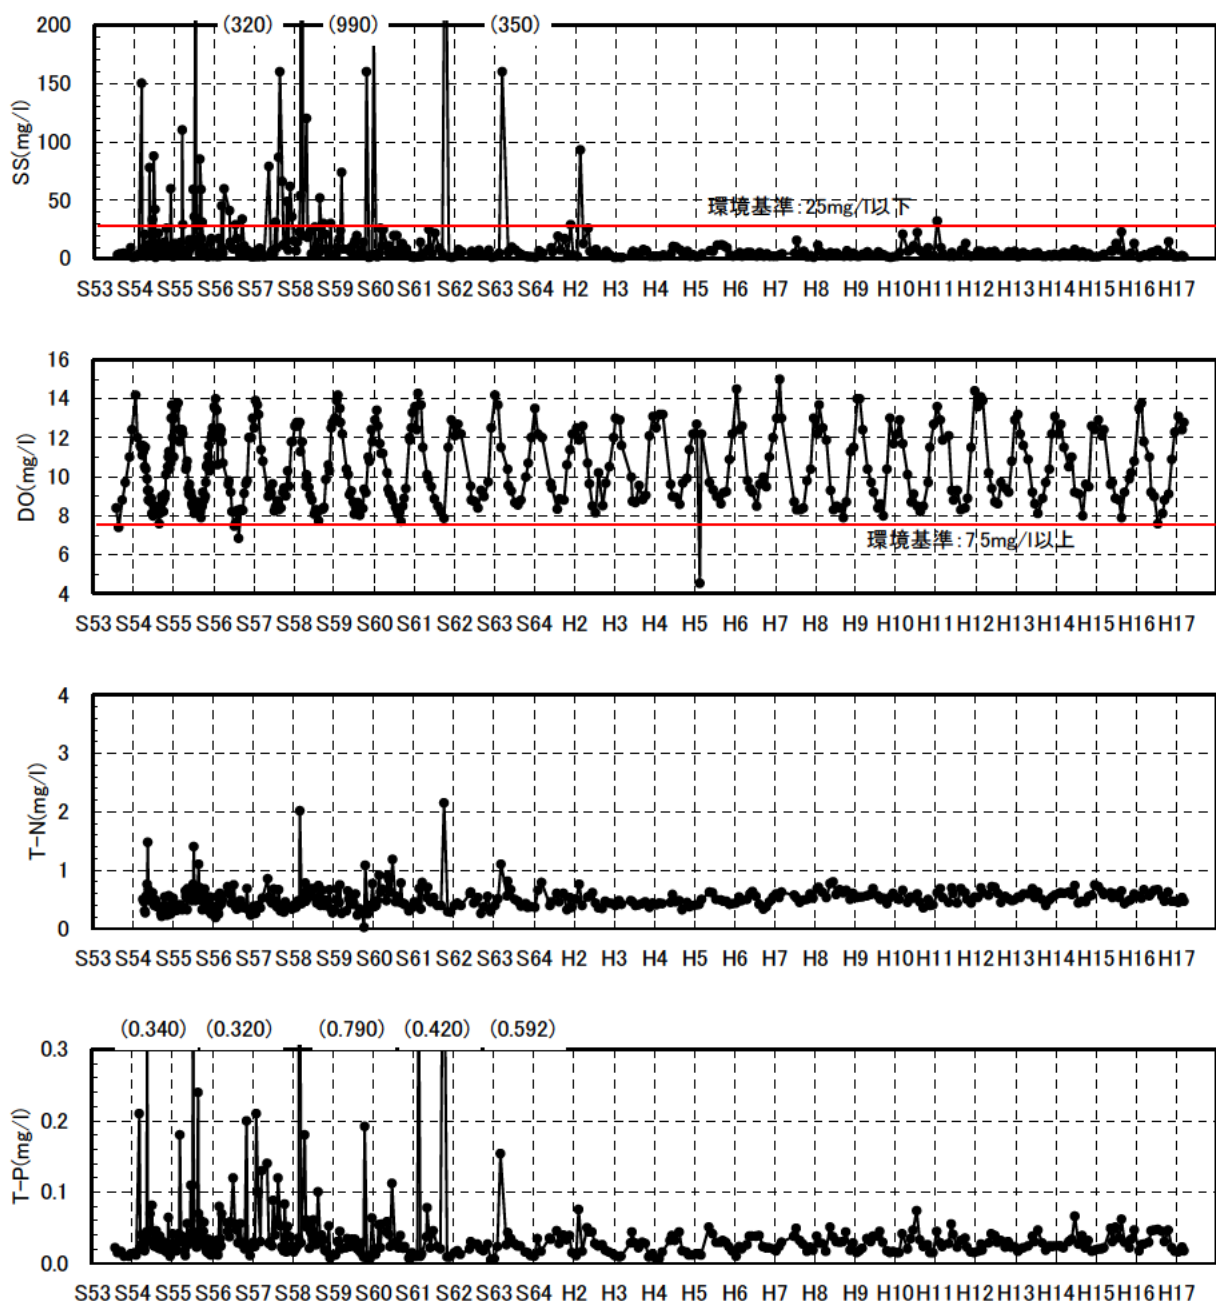 (320) (990) (350)
200
150
100
50
0
SS(mg/l)
環境基準：25mg/l以下
S53 S54 S55 S56 S57 S58 S59 S60 S61 S62 S63 S64 H2 H3 H4 H5 H6 H7 H8 H9 H10 H11 H12 H13 H14 H15 H16 H17
16
14
12
10
8
6
4
DO(mg/l)
環境基準：7.5mg/l以上
S53 S54 S55 S56 S57 S58 S59 S60 S61 S62 S63 S64 H2 H3 H4 H5 H6 H7 H8 H9 H10 H11 H12 H13 H14 H15 H16 H17
4
3
2
1
0
T-N(mg/l)
S53 S54 S55 S56 S57 S58 S59 S60 S61 S62 S63 S64 H2 H3 H4 H5 H6 H7 H8 H9 H10 H11 H12 H13 H14 H15 H16 H17
(0.340) (0.320) (0.790) (0.420) (0.592)
0.3
0.2
0.1
0.0
T-P(mg/l)
S53 S54 S55 S56 S57 S58 S59 S60 S61 S62 S63 S64 H2 H3 H4 H5 H6 H7 H8 H9 H10 H11 H12 H13 H14 H15 H16 H17